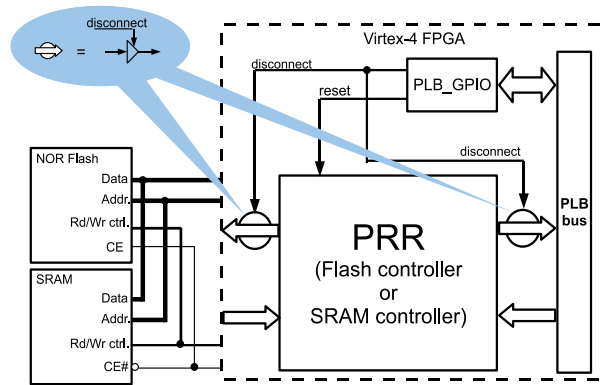 disconnect
=
Virtex-4 FPGA
disconnect
PLB_GPIO
reset
disconnect
NOR Flash
Data
Addr.
Rd/Wr ctrl.
CE
SRAM
Data
Addr.
Rd/Wr ctrl.
CE#
PRR
(Flash controller
or
SRAM controller)
PLB
bus